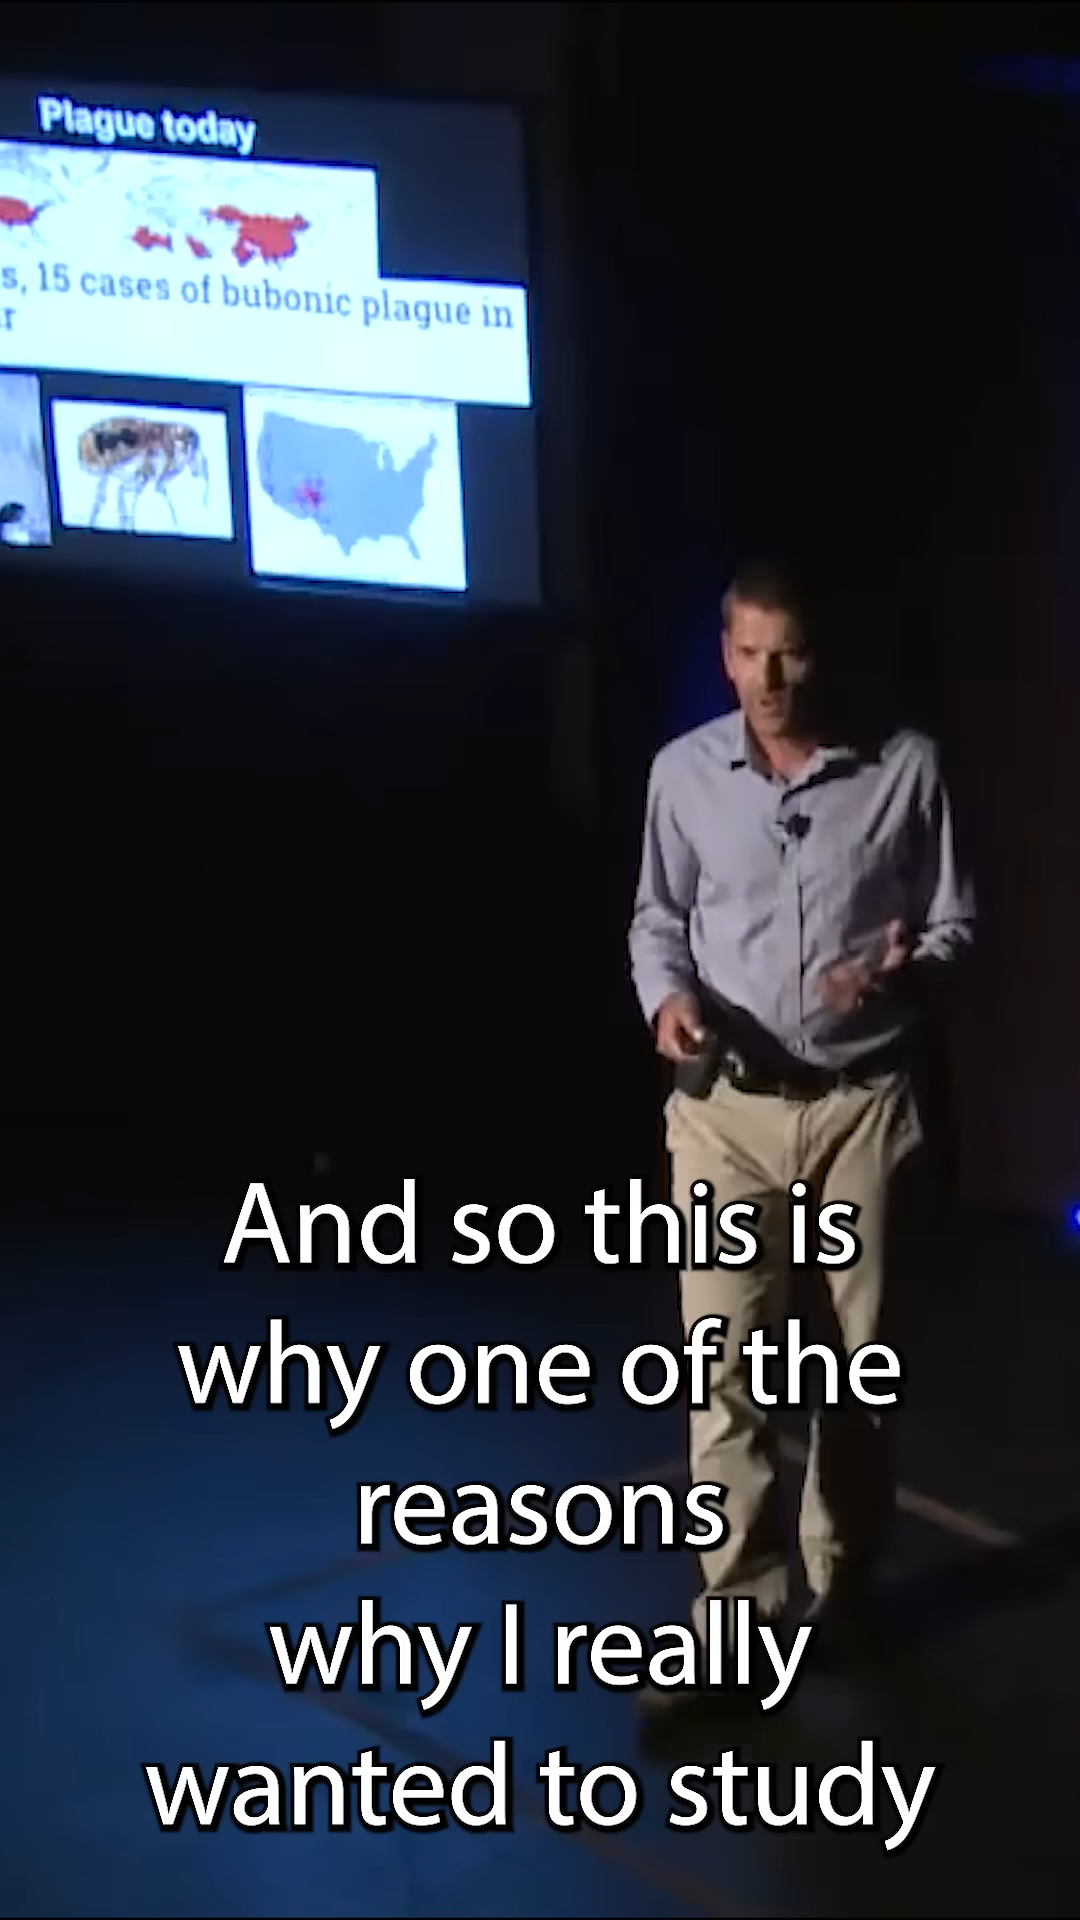 Plague today
s, 15 cases of bubonic plague in
r
And so this is
why one of the
reasons
why I really
wanted to study